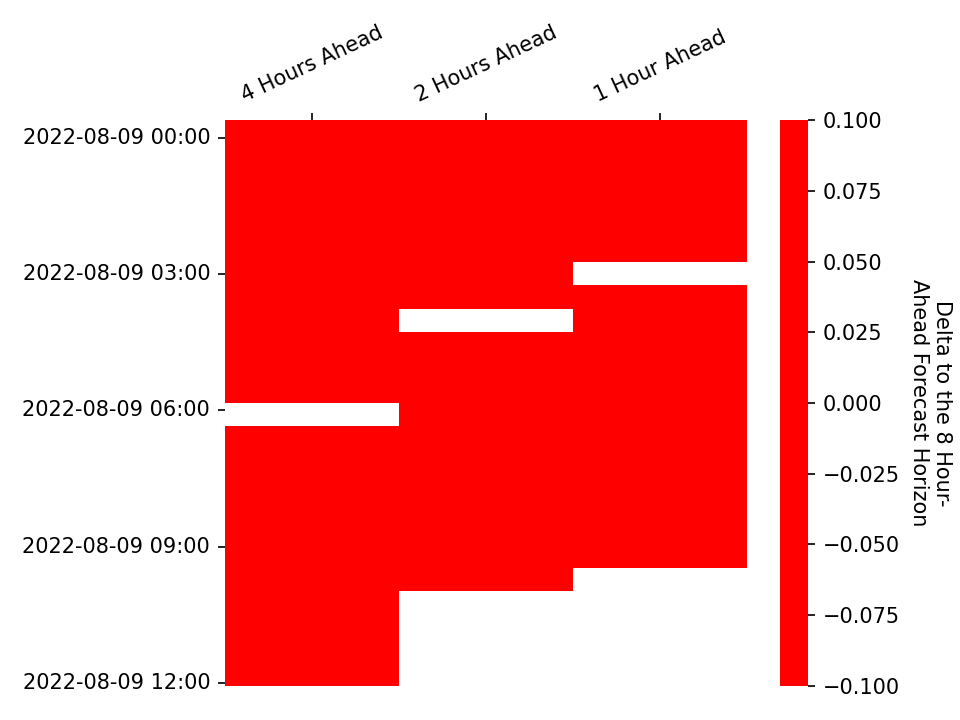 4 Hours Ahead
2 Hours Ahead
1 Hour Ahead
2022-08-09 00:00
2022-08-09 03:00
2022-08-09 06:00
2022-08-09 09:00
2022-08-09 12:00
0.100
0.075
0.050
0.025
0.000
−0.025
−0.050
−0.075
−0.100
Delta to the 8 Hour-
Ahead Forecast Horizon